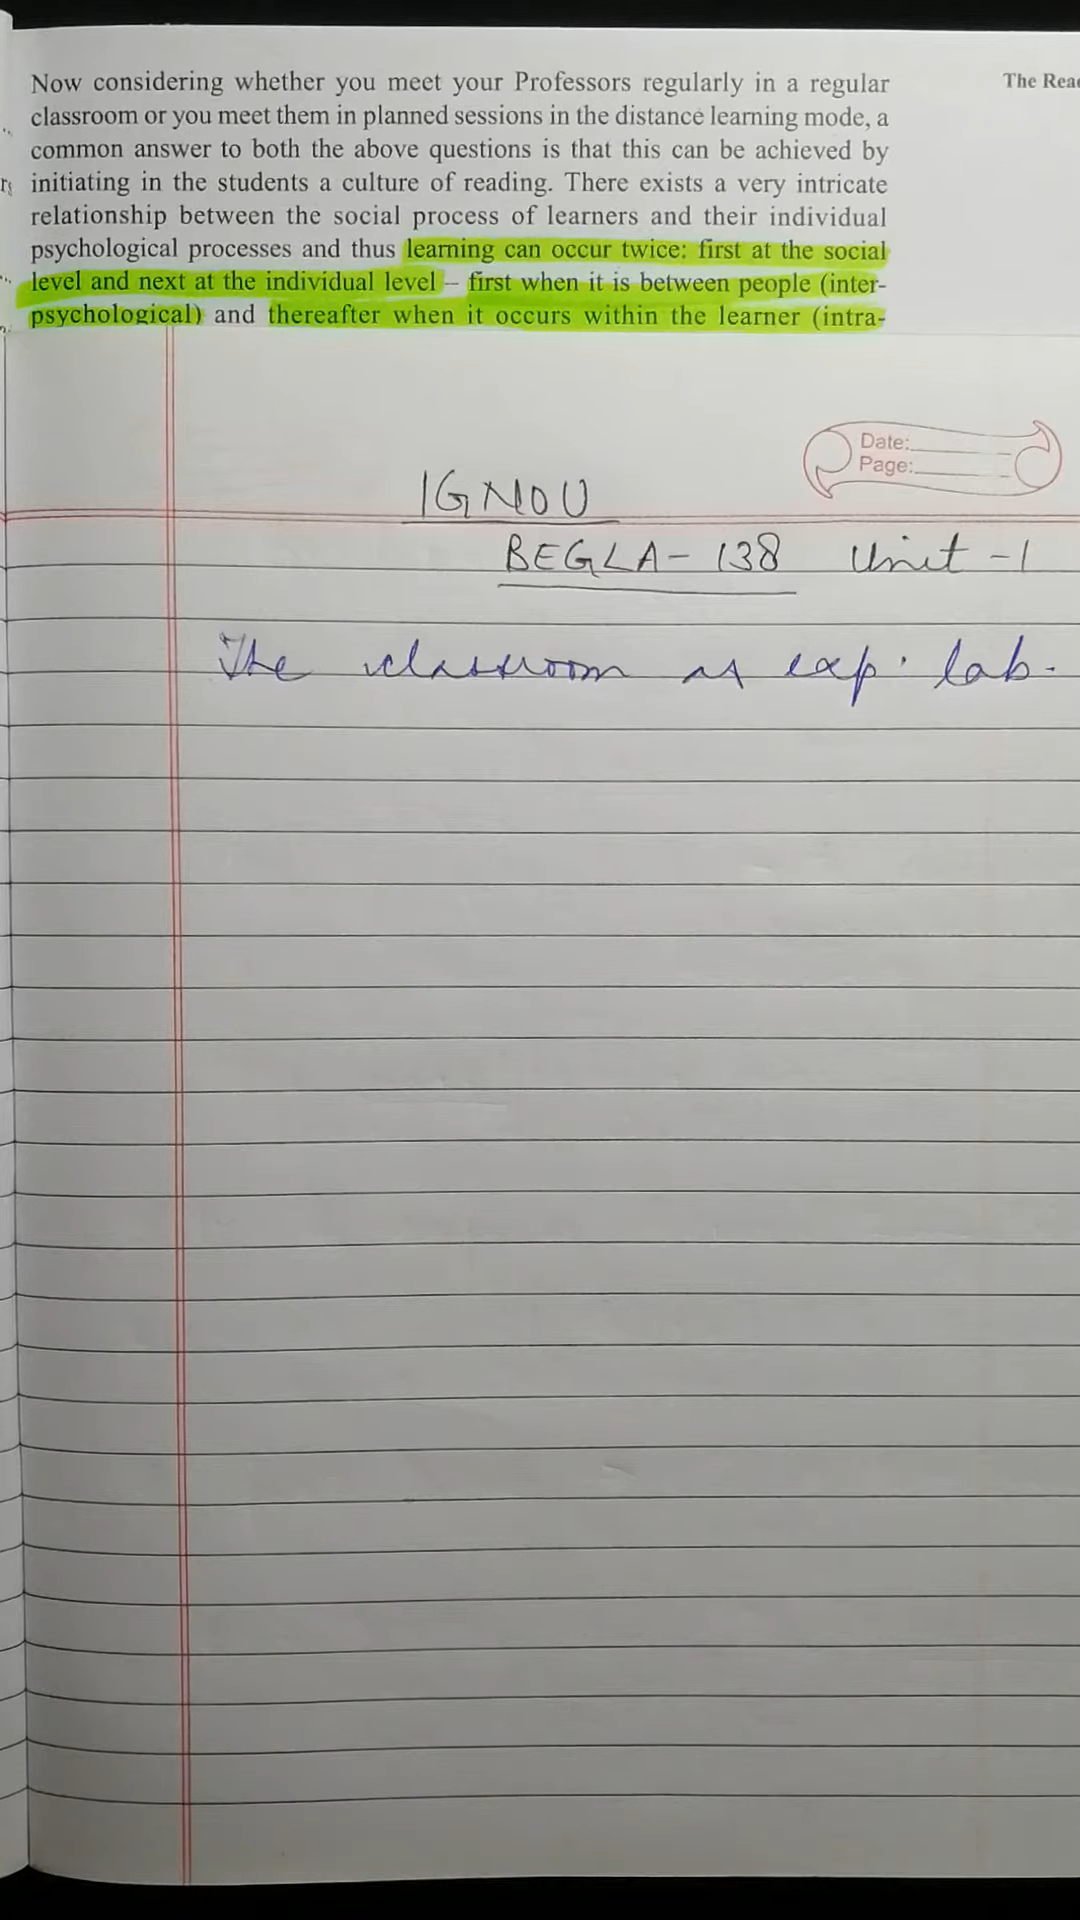 Now considering whether you meet your Professors regularly in a regular
classroom or you meet them in planned sessions in the distance learning mode, a
common answer to both the above questions is that this can be achieved by
initiating in the students a culture of reading. There exists a very intricate
relationship between the social process of learners and their individual
psychological processes and thus learning can occur twice: first at the social
level and next at the individual level – first when it is between people (inter-
psychological) and thereafter when it occurs within the learner (intra-
The Rea
Date:
Page:
IGNOU
BEGLA-138 Unit-1
The classroom as exp. lab.